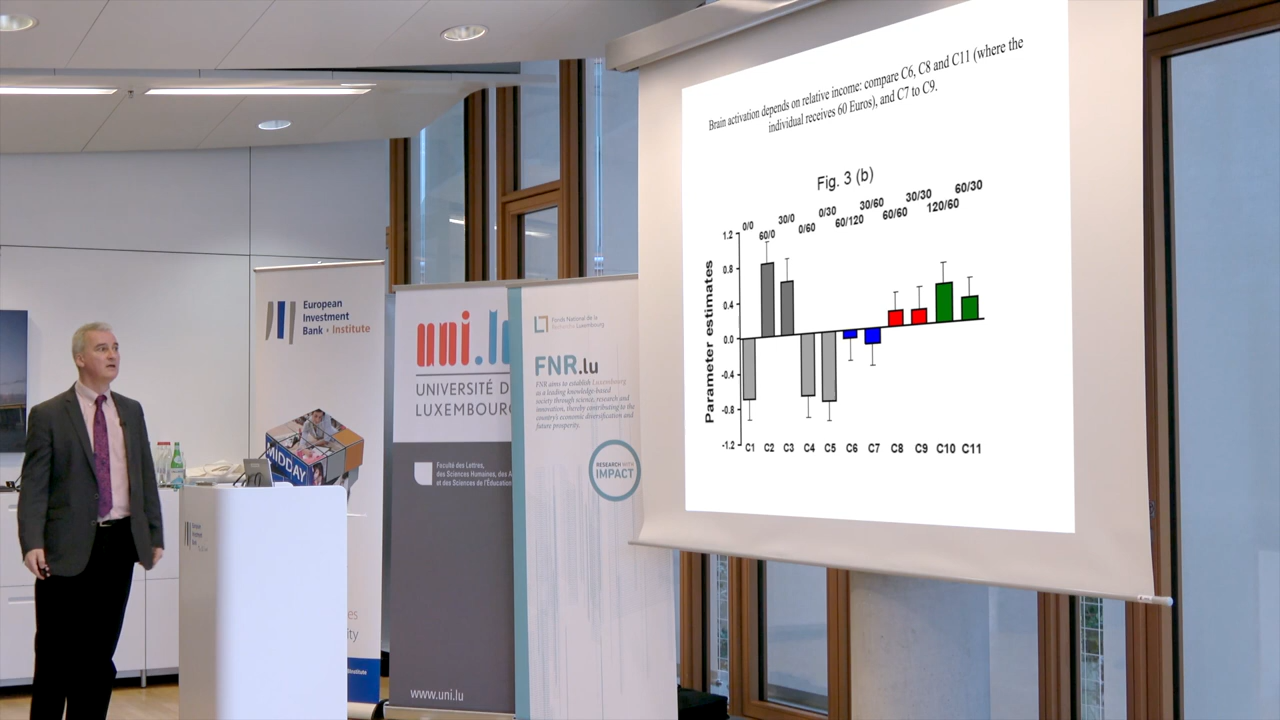 Brain activation depends on relative income: compare C6, C8 and C11 (where the
individual receives 60 Euros), and C7 to C9.
Fig. 3 (b)
0/0
60/0
30/0
0/60
0/30
60/120
30/60
60/60
30/30
120/60
60/30
Parameter estimates
1.2
0.8
0.4
0.0
-0.4
-0.8
-1.2
C1 C2 C3 C4 C5 C6 C7 C8 C9 C10 C11
European
Investment
Bank • Institute
MIDDAY
uni.l
UNIVERSITÉ D
LUXEMBOURG
Faculté des Lettres,
des Sciences Humaines, des A
et des Sciences de l'Éducation
www.uni.lu
Fonds National de la
Recherche Luxembourg
FNR.lu
FNR aims to establish Luxembourg
as a leading knowledge-based
society through science, research and
innovation, thereby contributing to the
country's economic diversification and
future prosperity.
RESEARCH WITH
IMPACT